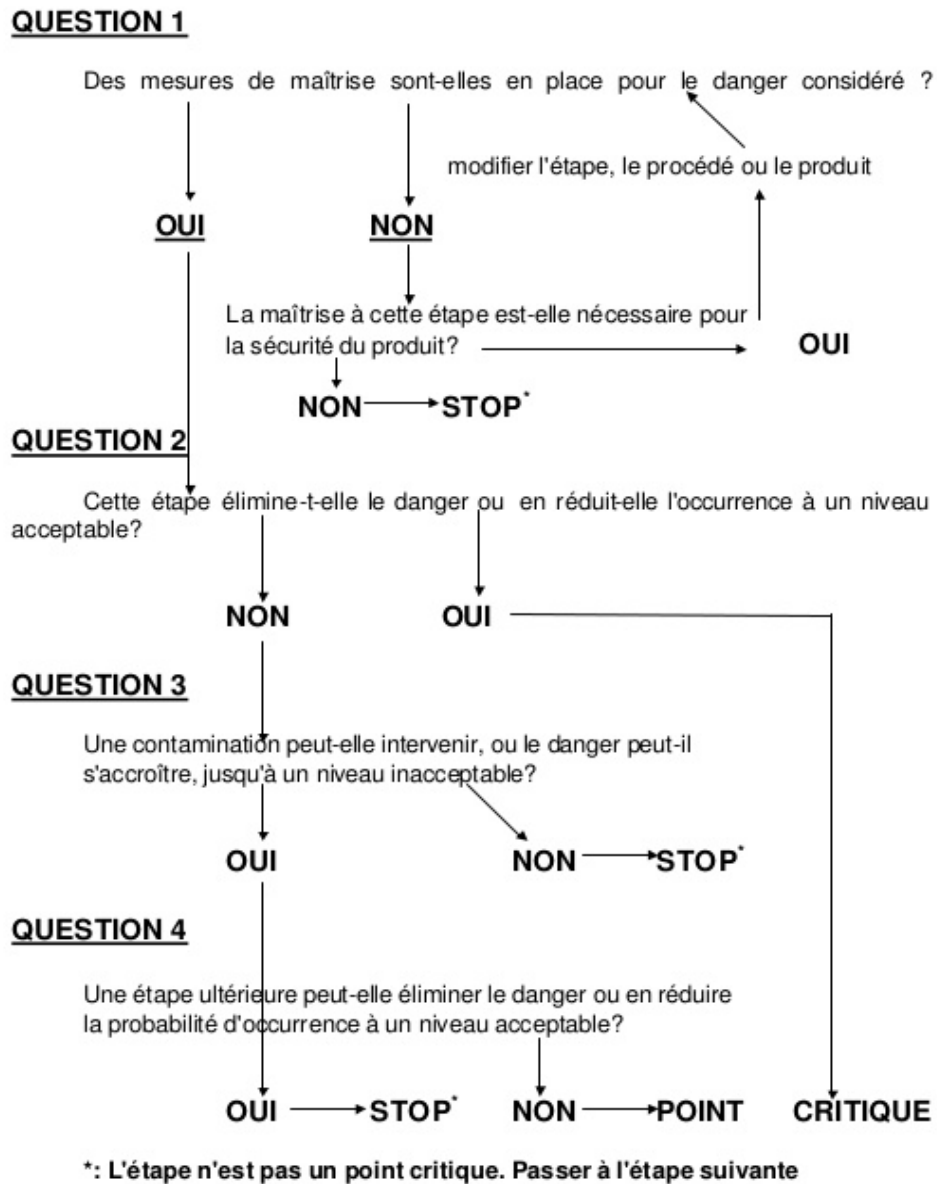 QUESTION 1
Des mesures de maîtrise sont-elles en place pour le danger considéré ?
modifier l'étape, le procédé ou le produit
OUI NON
La maîtrise à cette étape est-elle nécessaire pour
la sécurité du produit?
OUI
NON STOP*
QUESTION 2
Cette étape élimine-t-elle le danger ou en réduit-elle l'occurrence à un niveau
acceptable?
NON OUI
QUESTION 3
Une contamination peut-elle intervenir, ou le danger peut-il
s'accroître, jusqu'à un niveau inacceptable?
OUI NON STOP*
QUESTION 4
Une étape ultérieure peut-elle éliminer le danger ou en réduire
la probabilité d'occurrence à un niveau acceptable?
OUI STOP* NON POINT CRITIQUE
*: L'étape n'est pas un point critique. Passer à l'étape suivante